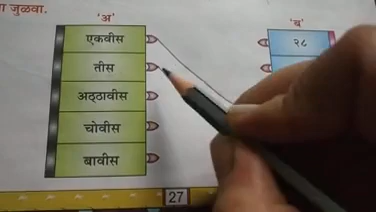 जुळवा.
'अ'
'ब'
एकवीस
२८
तीस
अठ्ठावीस
चोवीस
बावीस
27